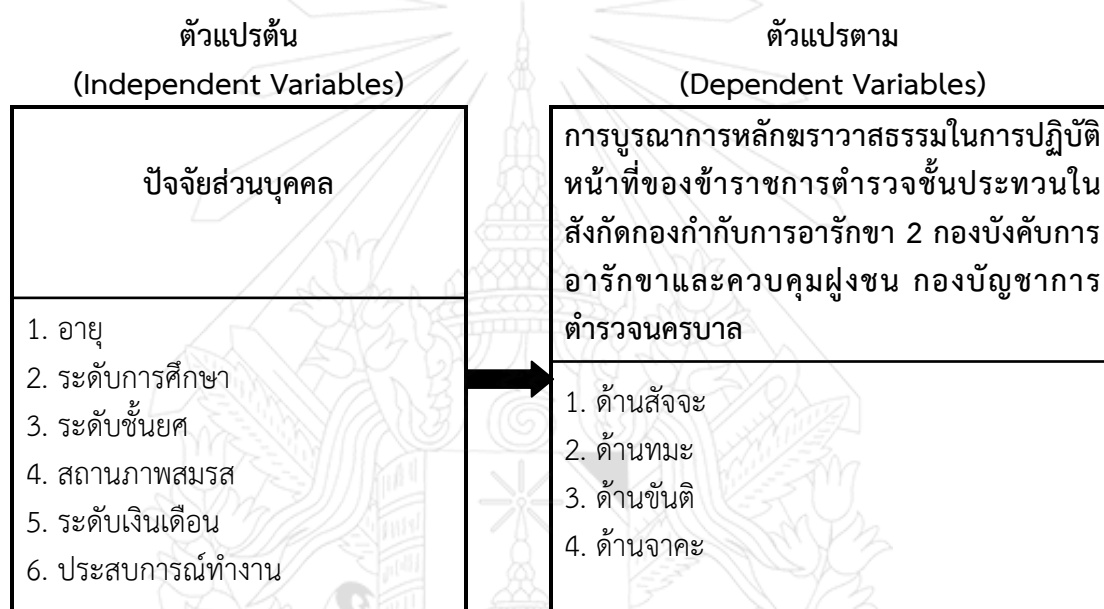 ตัวแปรต้น
(Independent Variables)
ปัจจัยส่วนบุคคล
1. อายุ
2. ระดับการศึกษา
3. ระดับชั้นยศ
4. สถานภาพสมรส
5. ระดับเงินเดือน
6. ประสบการณ์ทำงาน
ตัวแปรตาม
(Dependent Variables)
การบูรณาการหลักฆราวาสธรรมในการปฏิบัติ
หน้าที่ของข้าราชการตำรวจชั้นประทวนใน
สังกัดกองกำกับการอารักขา 2 กองบังคับการ
อารักขาและควบคุมฝูงชน กองบัญชาการ
ตำรวจนครบาล
1. ด้านสัจจะ
2. ด้านทมะ
3. ด้านขันติ
4. ด้านจาคะ